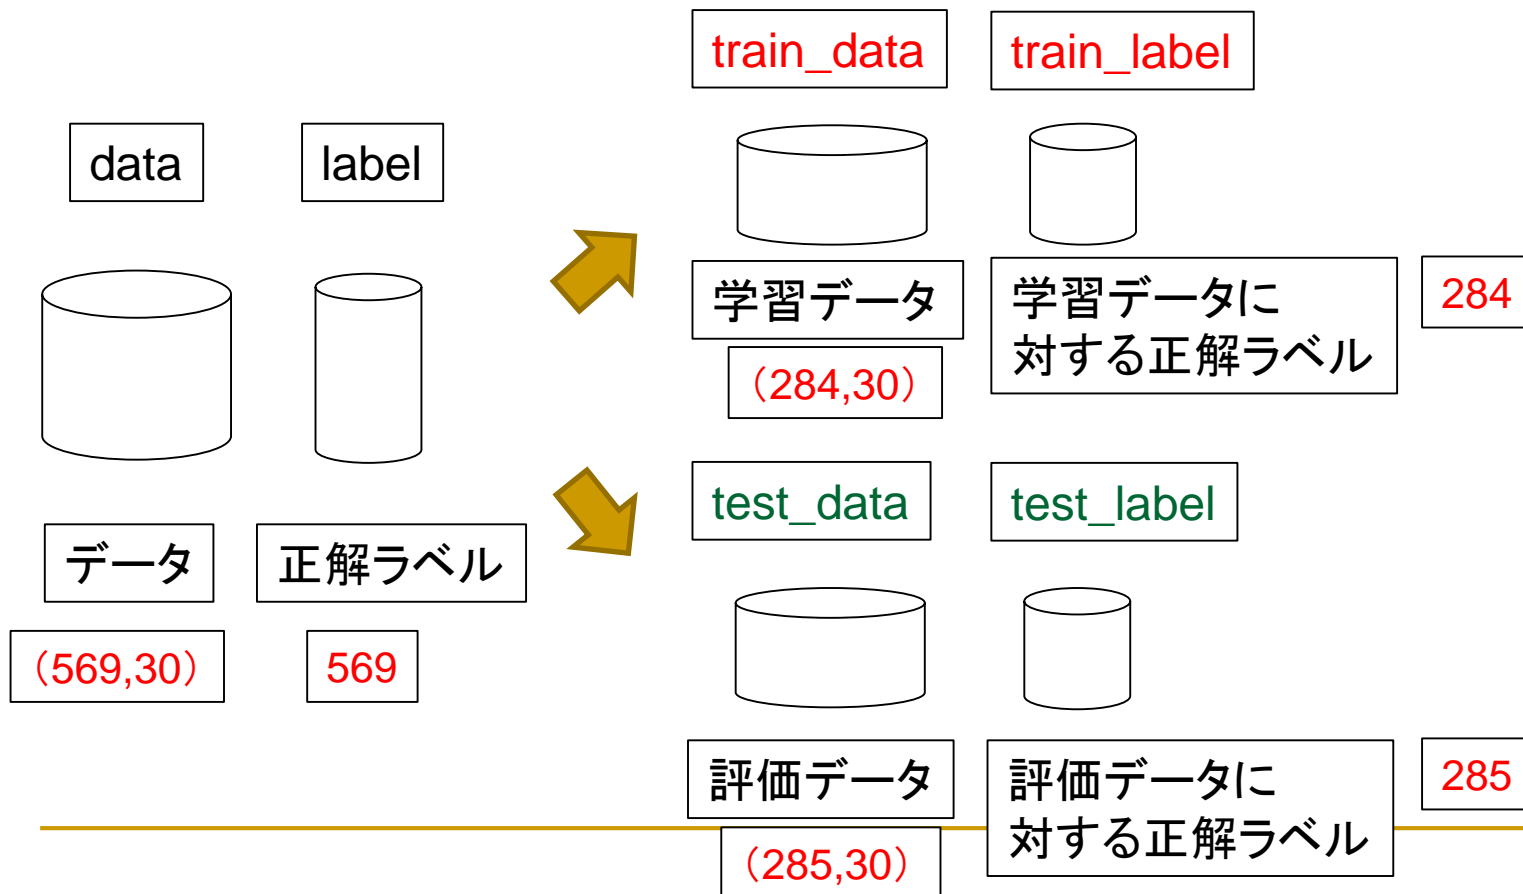 data
label
データ
正解ラベル
（569,30）
569
train_data
train_label
学習データ
（284,30）
学習データに
対する正解ラベル
284
test_data
test_label
評価データ
（285,30）
評価データに
対する正解ラベル
285